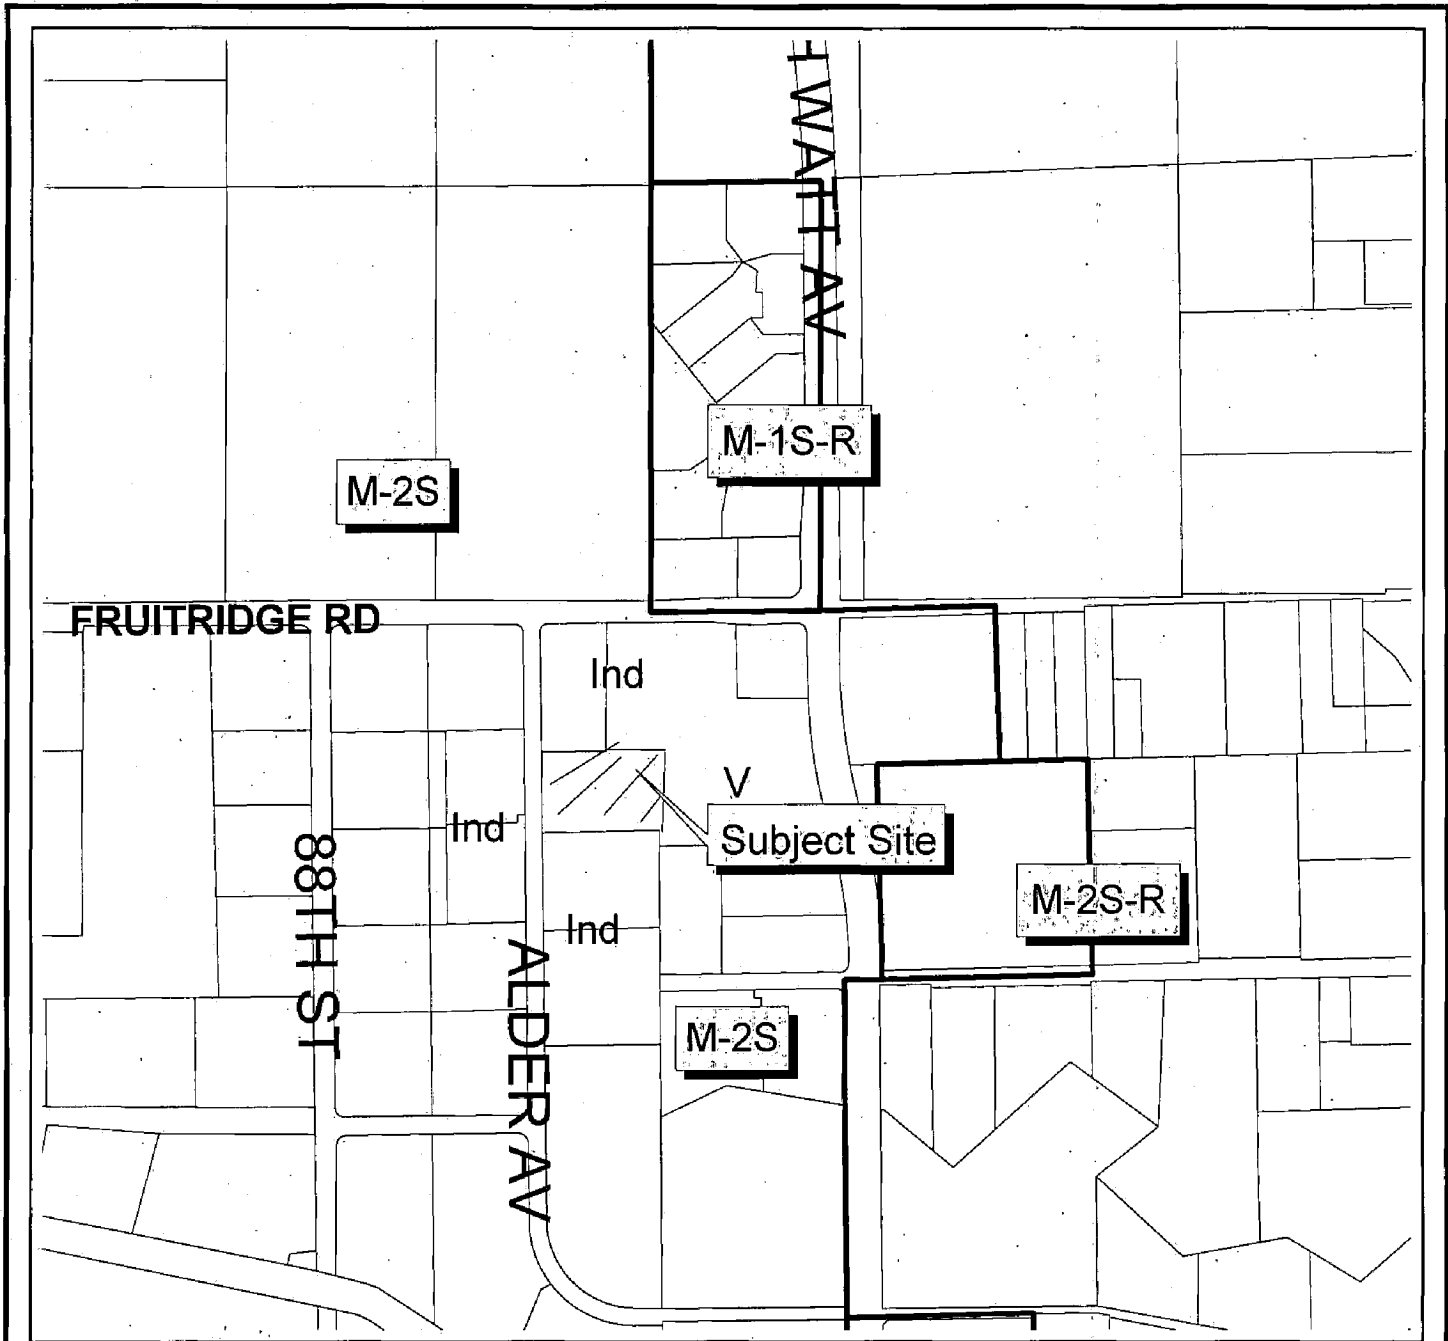 WATT AV
M-1S-R
M-2S
FRUITRIDGE RD
Ind
V
Ind
Subject Site
88TH ST
M-2S-R
Ind
ALDER AV
M-2S